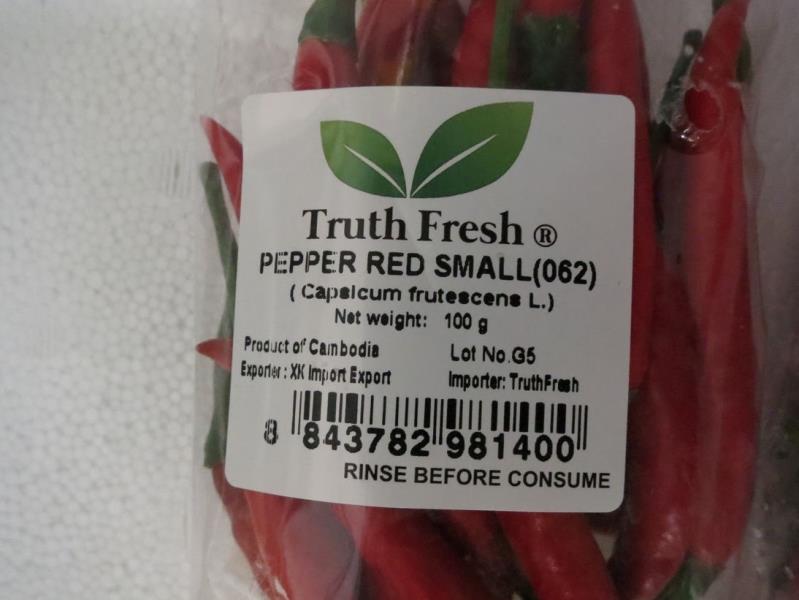 Truth Fresh ®
PEPPER RED SMALL(062)
( Capsicum frutescens L.)
Net weight: 100 g
Product of Cambodia Lot No.G5
Exporter : XK Import Export Importer: TruthFresh
8 843782 981400
RINSE BEFORE CONSUME